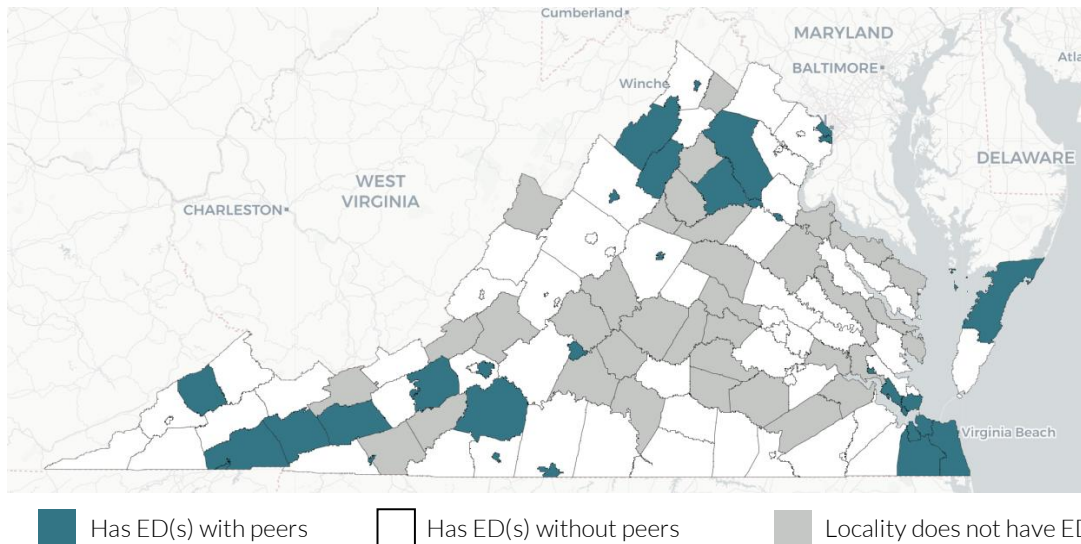 Cumberland
MARYLAND
BALTIMORE
Winche
Atla
DELAWARE
WEST
VIRGINIA
CHARLESTON
Virginia Beach
Has ED(s) with peers
Has ED(s) without peers
Locality does not have ED